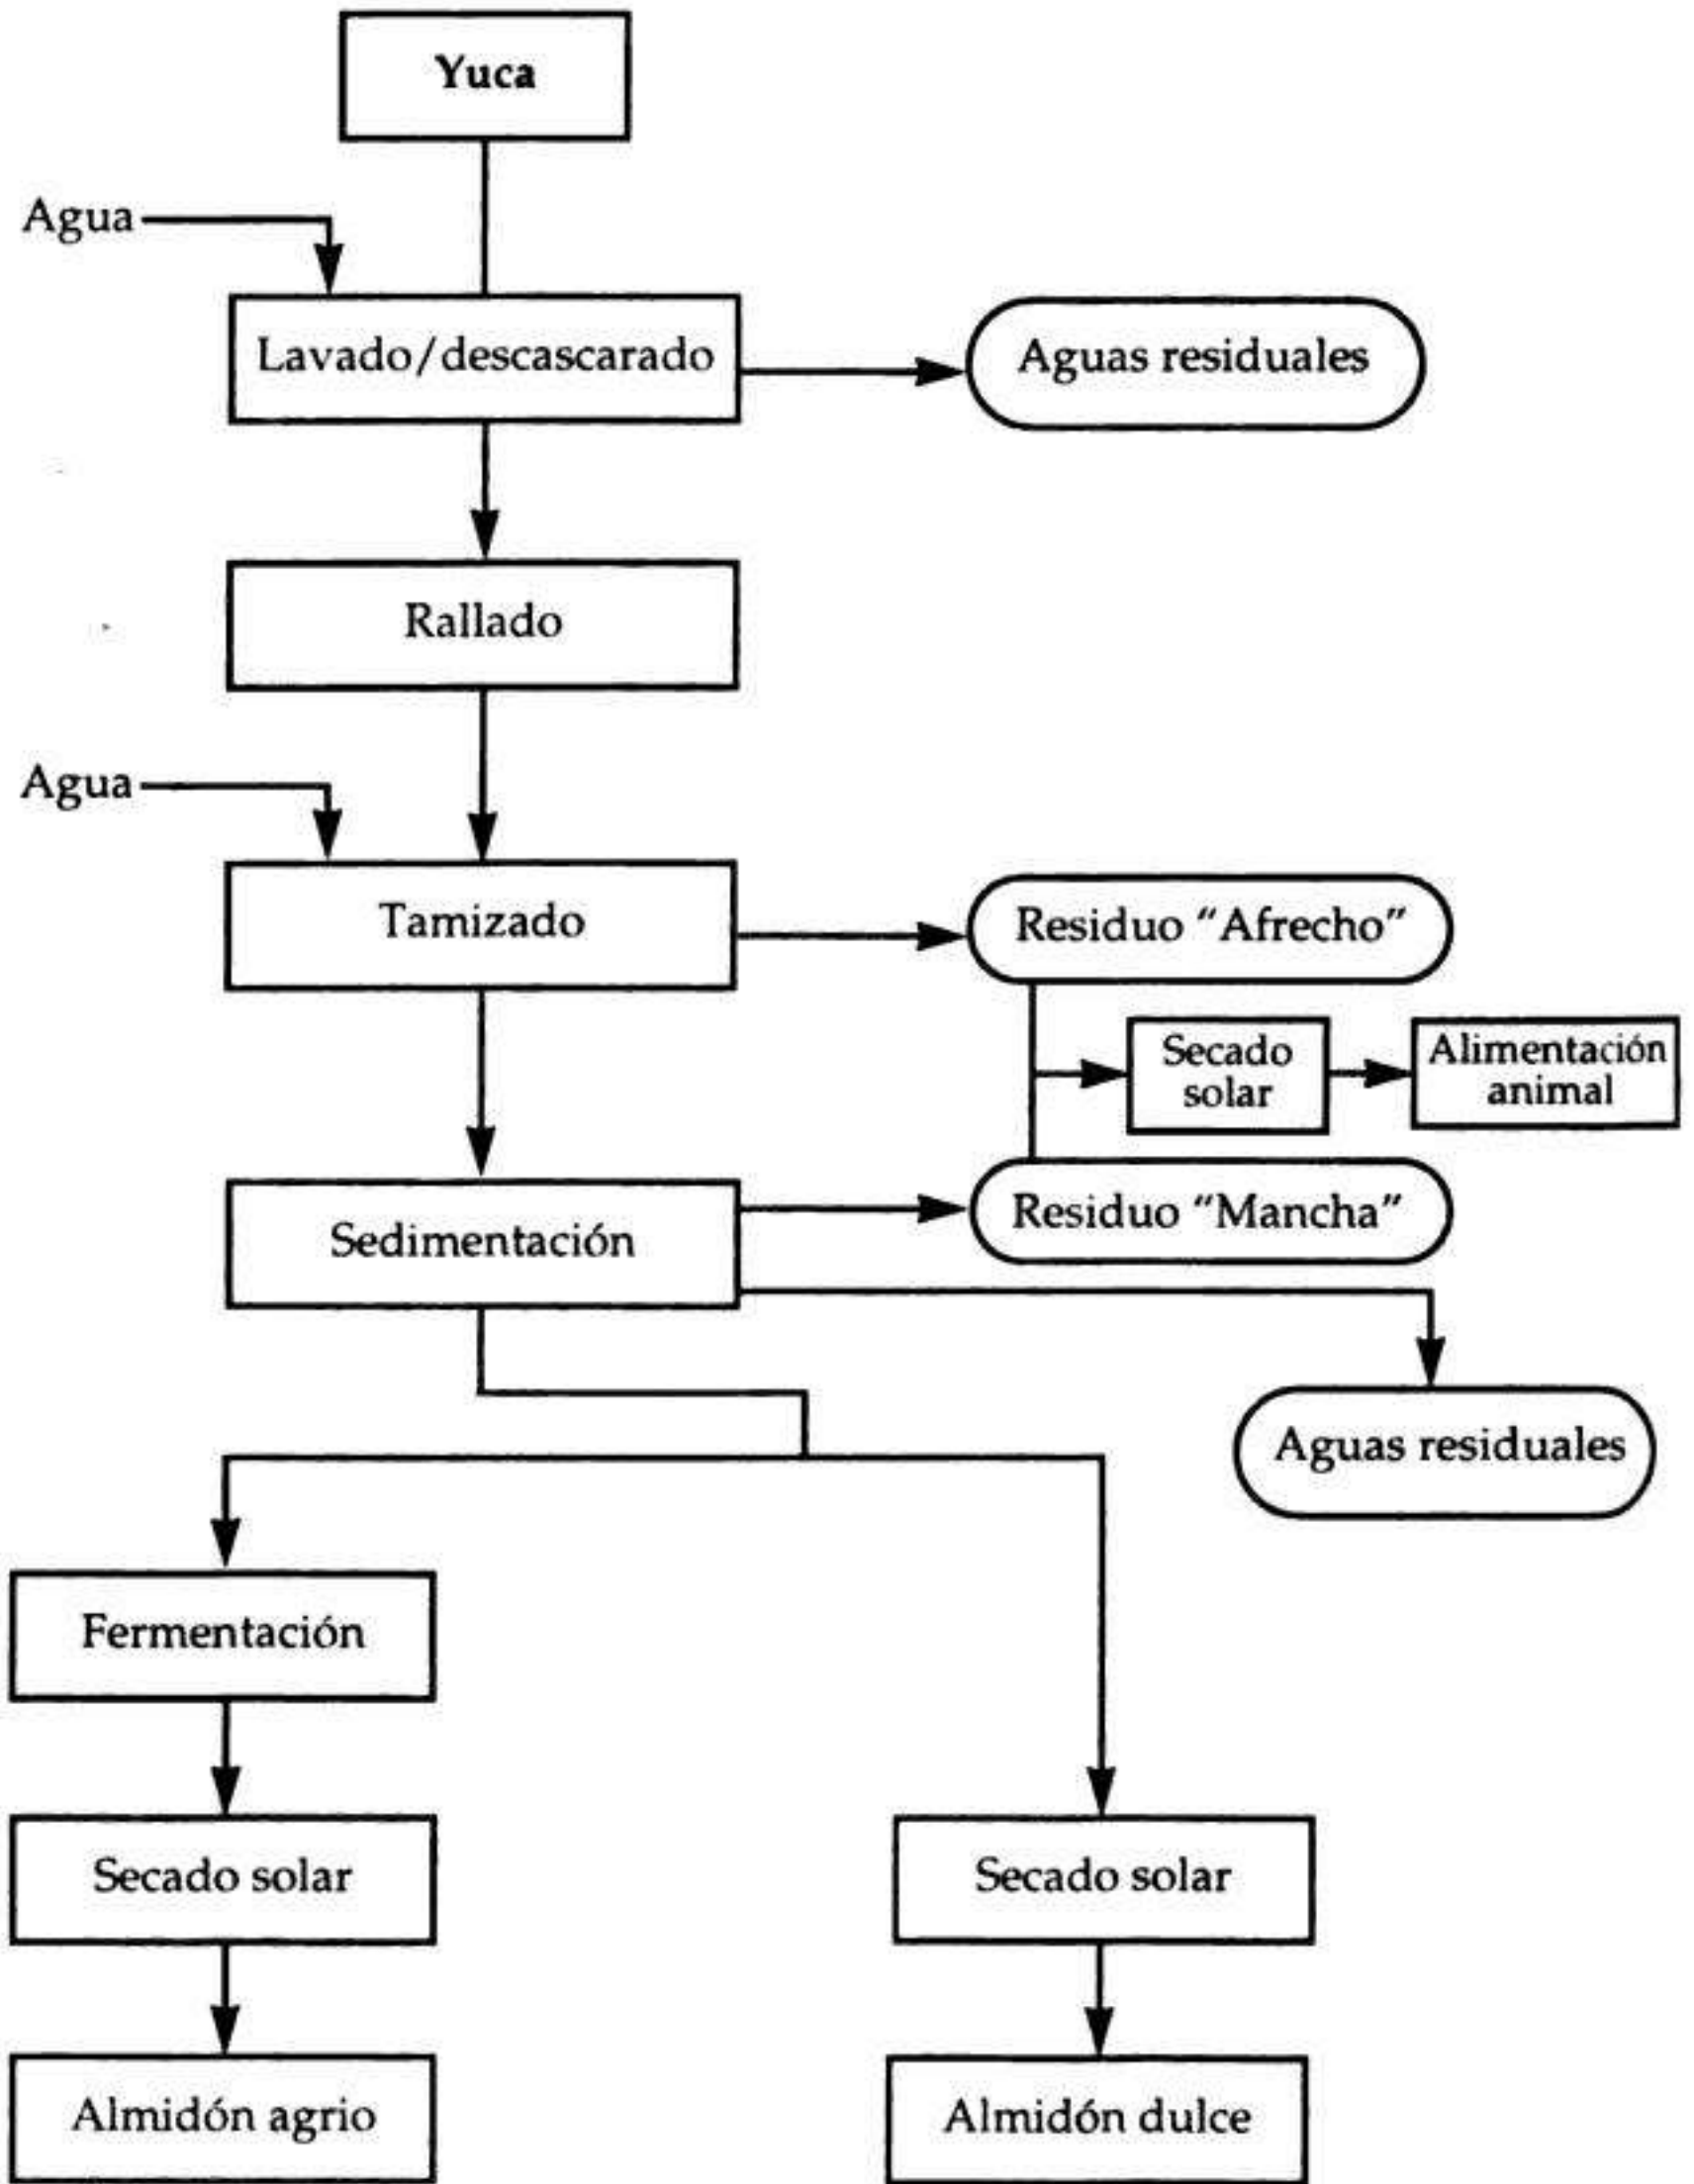 Yuca
Agua
Lavado/descascarado
Aguas residuales
Rallado
Agua
Tamizado
Residuo “Afrecho”
Secado
solar
Alimentación
animal
Sedimentación
Residuo “Mancha”
Aguas residuales
Fermentación
Secado solar
Secado solar
Almidón agrio
Almidón dulce